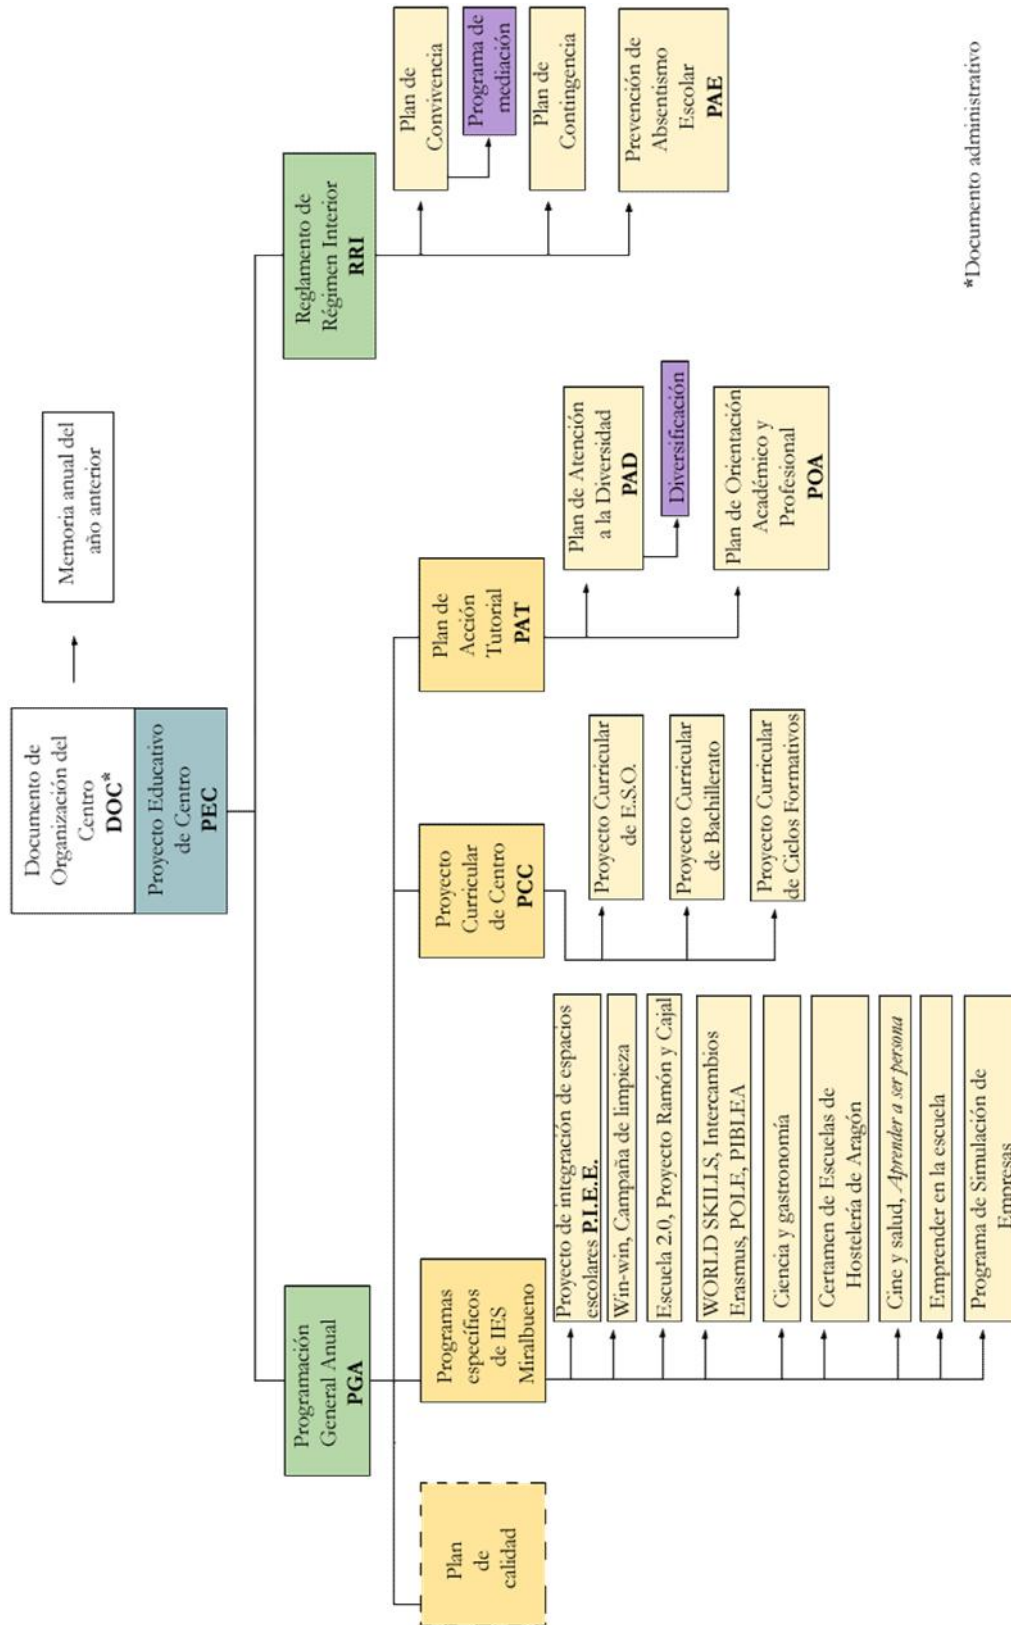 Documento de
Organización del
Centro
DOC*
Memoria anual del
año anterior
Proyecto Educativo
de Centro
PEC
Programación
General Anual
PGA
Reglamento de
Régimen Interior
RRI
Plan
de
calidad
Programas
específicos
de IES
Miralbueno
Proyecto
Curricular
de Centro
PCC
Plan de
Acción
Tutorial
PAT
Plan de
Convivencia
Programa de
mediación
Plan de
Contingencia
Prevención de
Absentismo
Escolar
PAE
Proyecto de integración de espacios
escolares P.I.E.E.
Win-win, Campaña de limpieza
Escuela 2.0, Proyecto Ramón y Cajal
WORLD SKILLS, Intercambios
Erasmus, POLE, PIBLEA
Ciencia y gastronomía
Certamen de Escuelas de
Hostelería de Aragón
Cine y salud, Aprender a ser persona
Emprender en la escuela
Programa de Simulación de
Empresas
Proyecto Curricular
de E.S.O.
Proyecto Curricular
de Bachillerato
Proyecto Curricular
de Ciclos Formativos
Plan de Atención
a la Diversidad
PAD
Diversificación
Plan de Orientación
Académico y
Profesional
POA
*Documento administrativo